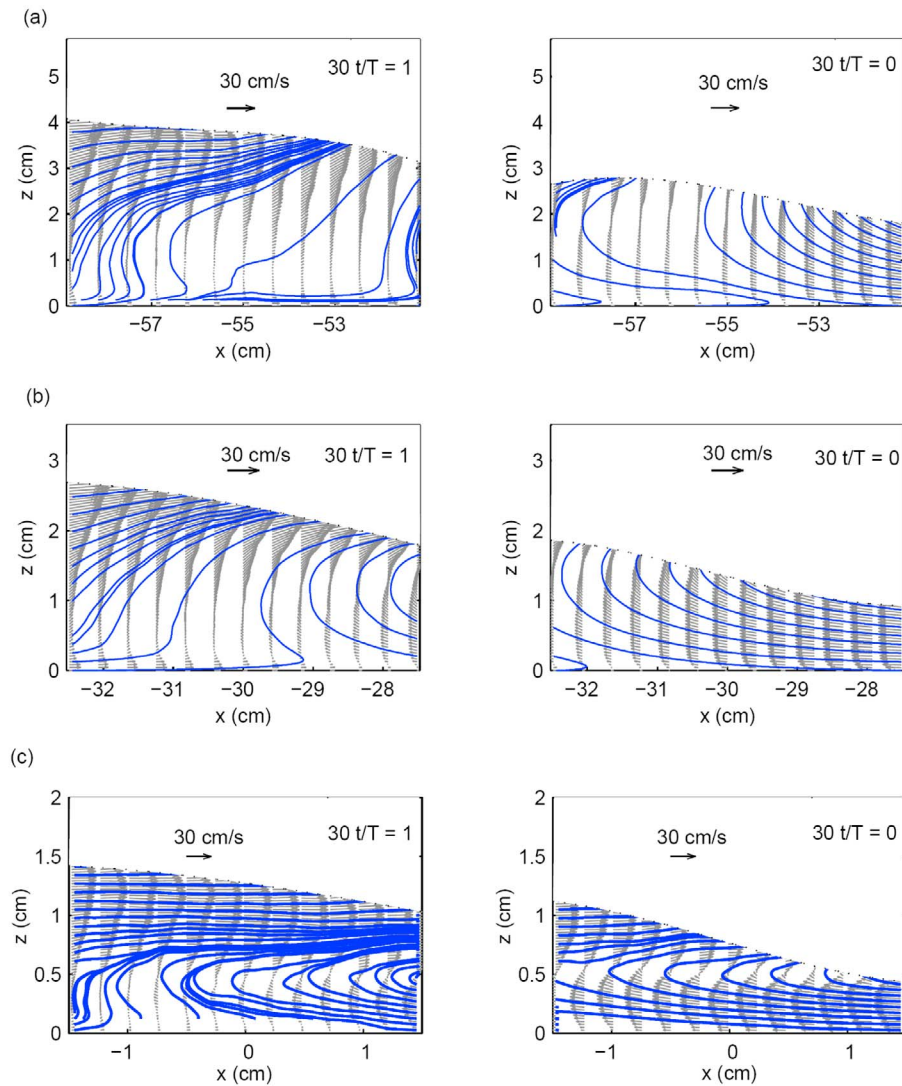 (a)
30 t/T = 1
30 cm/s
z (cm)
5
4
3
2
1
0
−57
−55
−53
x (cm)
30 t/T = 0
30 cm/s
z (cm)
5
4
3
2
1
0
−57
−55
−53
x (cm)
(b)
30 cm/s
30 t/T = 1
z (cm)
3
2
1
0
−32
−31
−30
−29
−28
x (cm)
30 cm/s
30 t/T = 0
z (cm)
3
2
1
0
−32
−31
−30
−29
−28
x (cm)
(c)
30 cm/s
30 t/T = 1
z (cm)
2
1.5
1
0.5
0
−1
0
1
x (cm)
30 cm/s
30 t/T = 0
z (cm)
2
1.5
1
0.5
0
−1
0
1
x (cm)